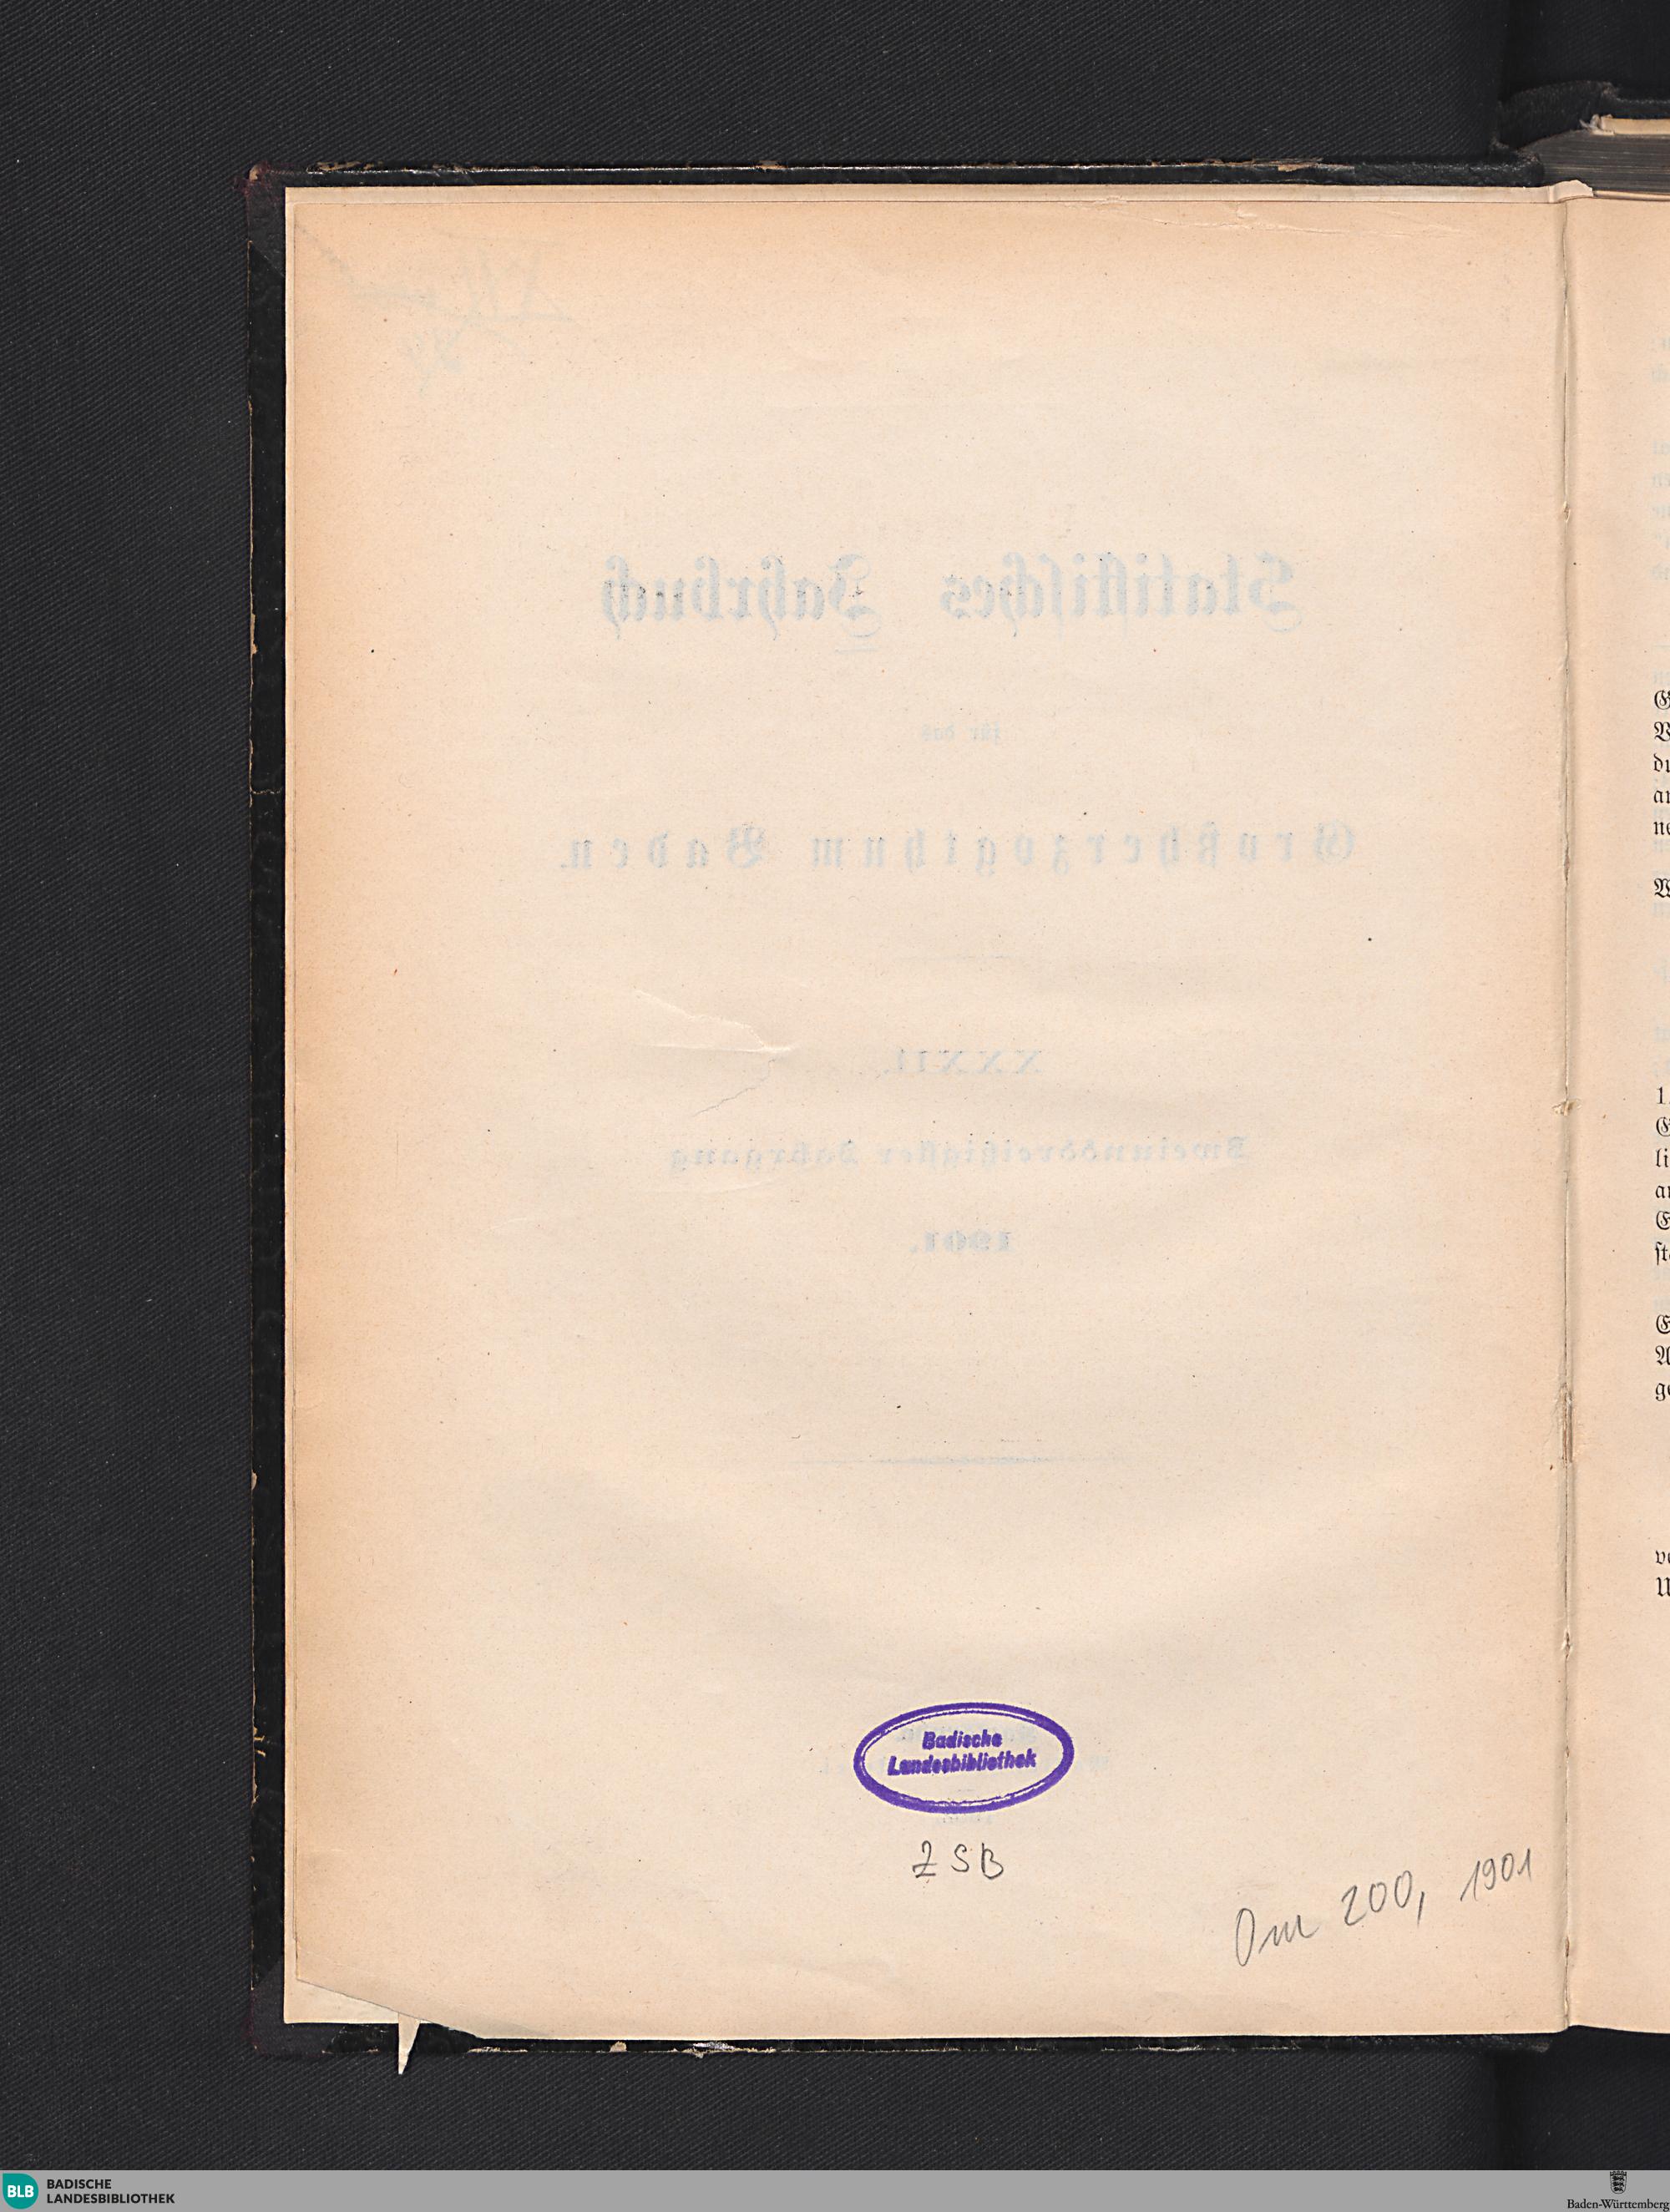 Statistisches Jahrbuch
für das
Großherzogthum Baden.
XXXII.
Zweiunddreißigster Jahrgang
1901.
Badische
Landesbibliothek
ZSB
Om 200, 1901
BLB BADISCHE
LANDESBIBLIOTHEK
Baden-Württemberg